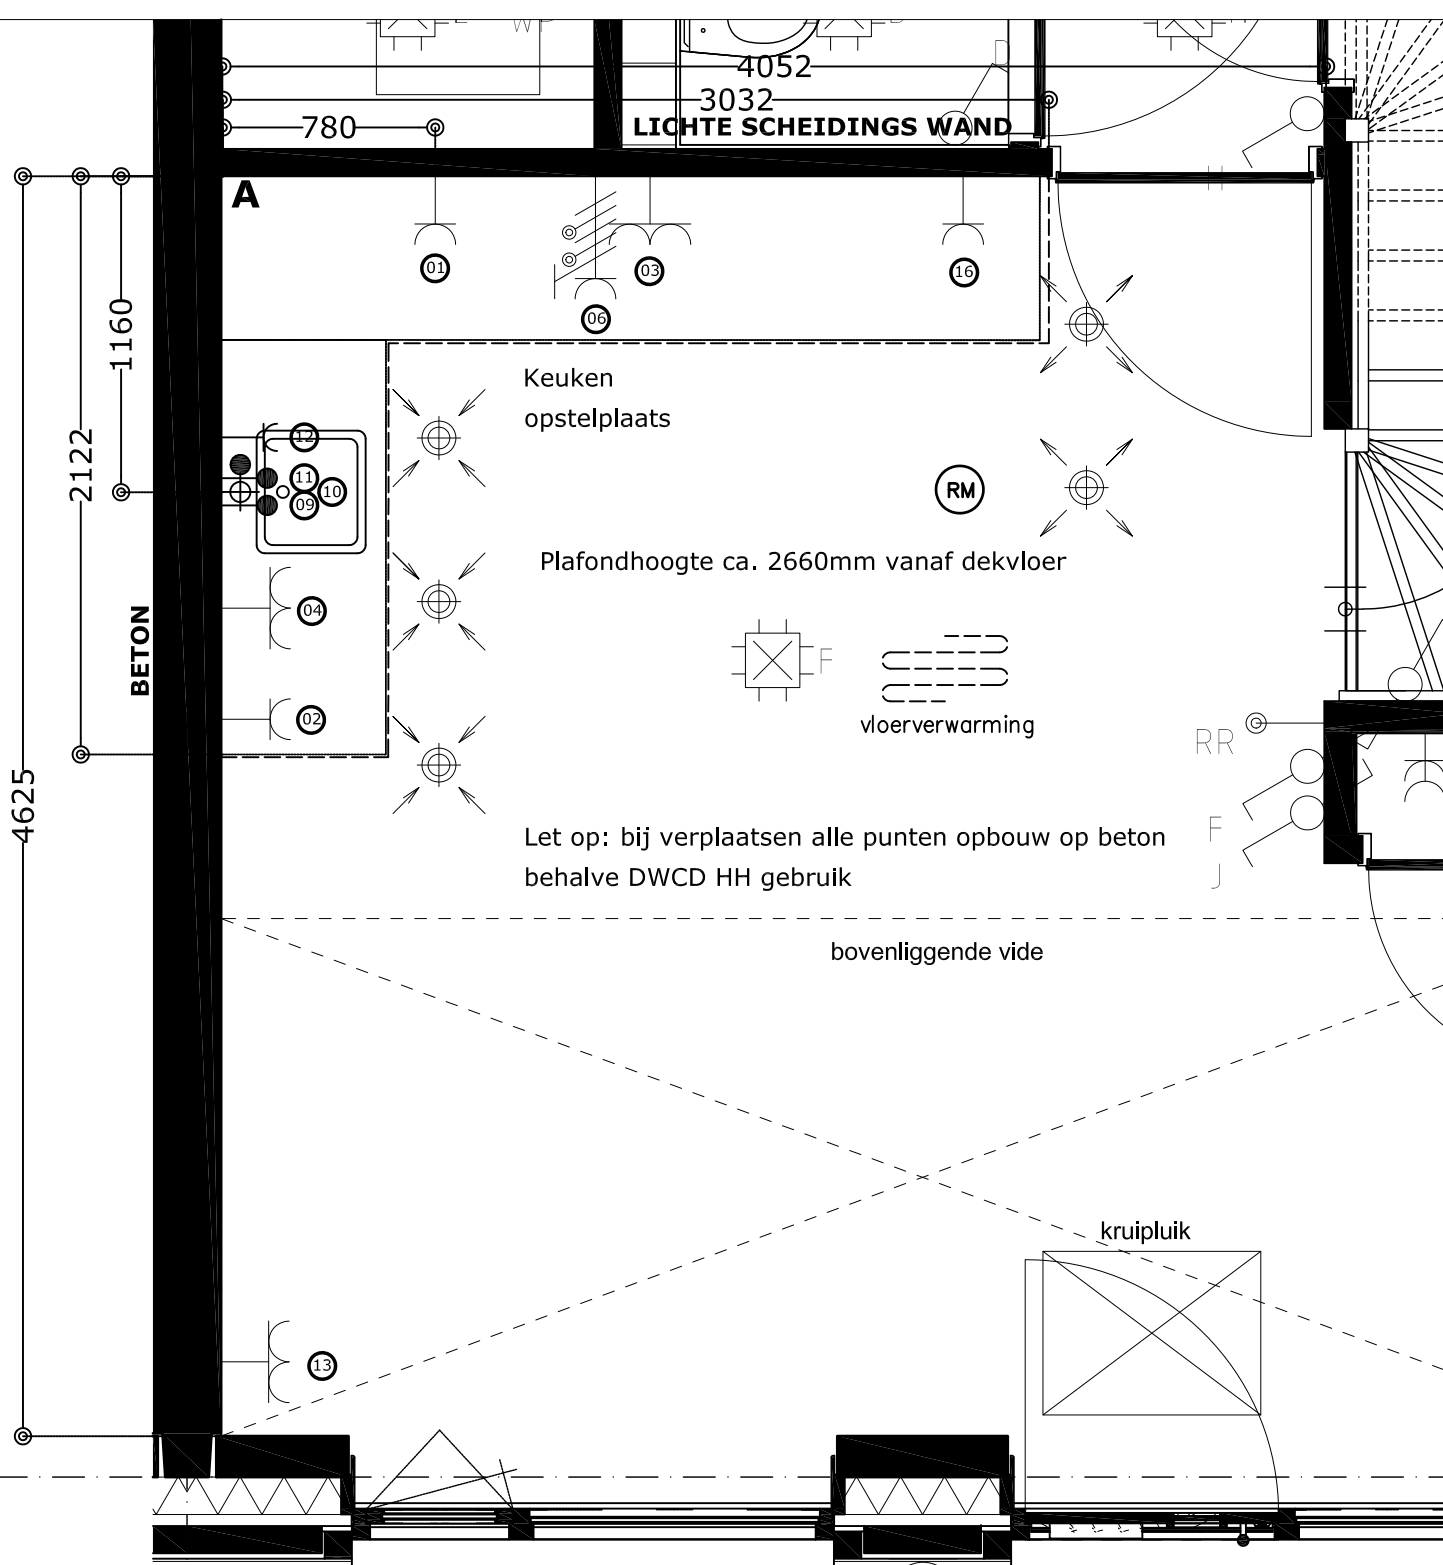 4052
3032
780
LICHTE SCHEIDINGS WAND
D
H
A
01
03
16
06
1160
Keuken
opstelplaats
2122
12
11
10
09
RM
Plafondhoogte ca. 2660mm vanaf dekvloer
BETON
04
F
vloerverwarming
02
RR
4625
F
J
Let op: bij verplaatsen alle punten opbouw op beton
behalve DWCD HH gebruik
bovenliggende vide
kruipluik
13